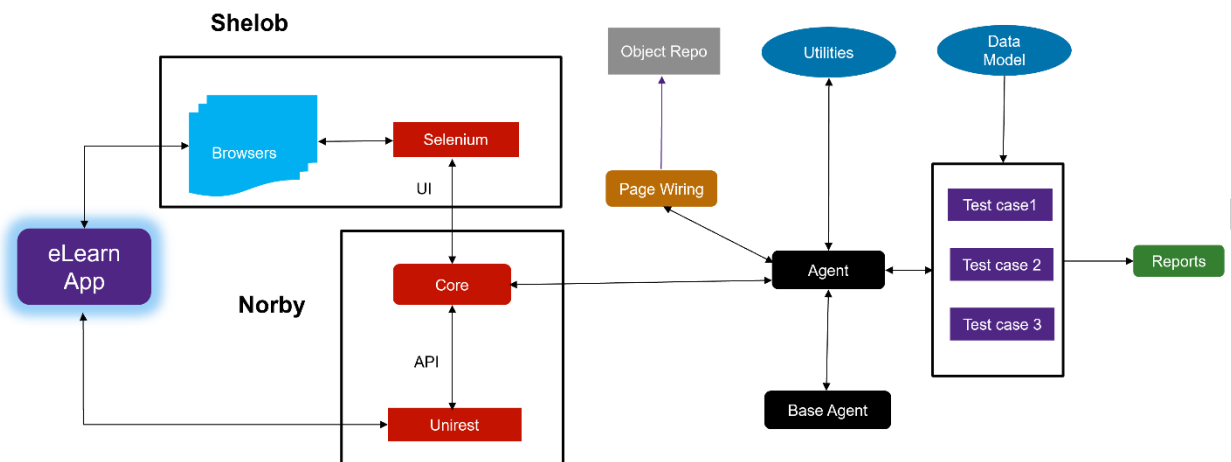 Shelob
Object Repo
Utilities
Data
Model
Browsers
Selenium
UI
Page Wiring
Test case1
eLearn
App
Norby
Core
Agent
Test case 2
Reports
Test case 3
API
Base Agent
Unirest